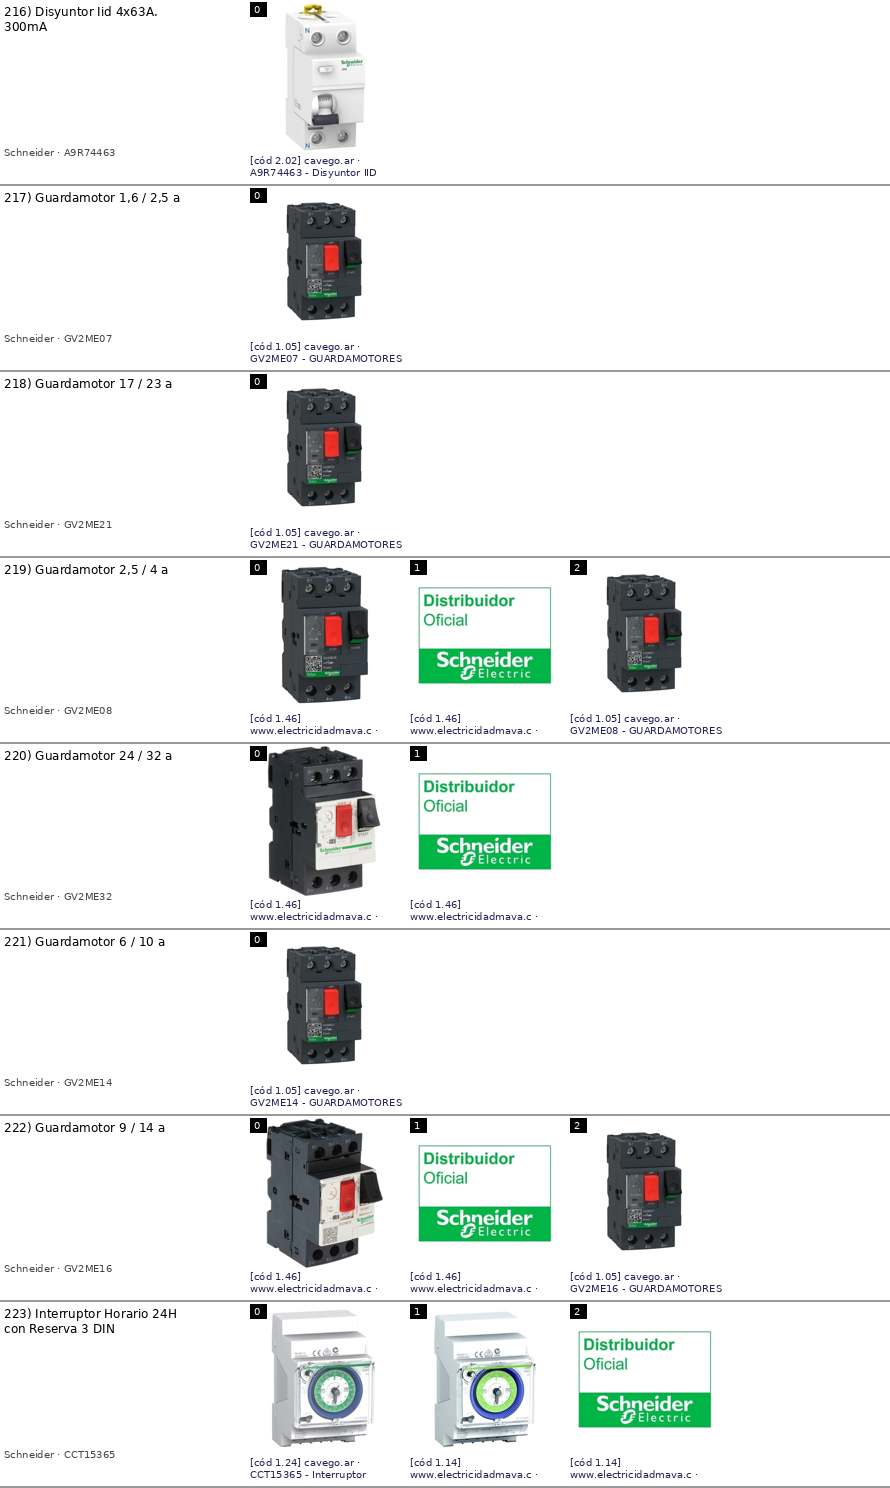 216) Disyuntor Iid 4x63A.
300mA
0
N
Schneider
N
Schneider · A9R74463
[cód 2.02] cavego.ar ·
A9R74463 - Disyuntor IID
217) Guardamotor 1,6 / 2,5 a
0
Schneider · GV2ME07
[cód 1.05] cavego.ar ·
GV2ME07 - GUARDAMOTORES
218) Guardamotor 17 / 23 a
0
Schneider · GV2ME21
[cód 1.05] cavego.ar ·
GV2ME21 - GUARDAMOTORES
219) Guardamotor 2,5 / 4 a
0
1
2
Distribuidor
Oficial
Schneider
Electric
Schneider · GV2ME08
[cód 1.46]
www.electricidadmava.c ·
[cód 1.46]
www.electricidadmava.c ·
[cód 1.05] cavego.ar ·
GV2ME08 - GUARDAMOTORES
220) Guardamotor 24 / 32 a
0
1
Distribuidor
Oficial
Schneider
Electric
Schneider
Schneider · GV2ME32
[cód 1.46]
www.electricidadmava.c ·
[cód 1.46]
www.electricidadmava.c ·
221) Guardamotor 6 / 10 a
0
Schneider · GV2ME14
[cód 1.05] cavego.ar ·
GV2ME14 - GUARDAMOTORES
222) Guardamotor 9 / 14 a
0
1
2
Distribuidor
Oficial
Schneider
Electric
Schneider · GV2ME16
[cód 1.46]
www.electricidadmava.c ·
[cód 1.46]
www.electricidadmava.c ·
[cód 1.05] cavego.ar ·
GV2ME16 - GUARDAMOTORES
223) Interruptor Horario 24H
con Reserva 3 DIN
0
1
2
Distribuidor
Oficial
Schneider
Electric
Schneider · CCT15365
[cód 1.24] cavego.ar ·
CCT15365 - Interruptor
[cód 1.14]
www.electricidadmava.c ·
[cód 1.14]
www.electricidadmava.c ·